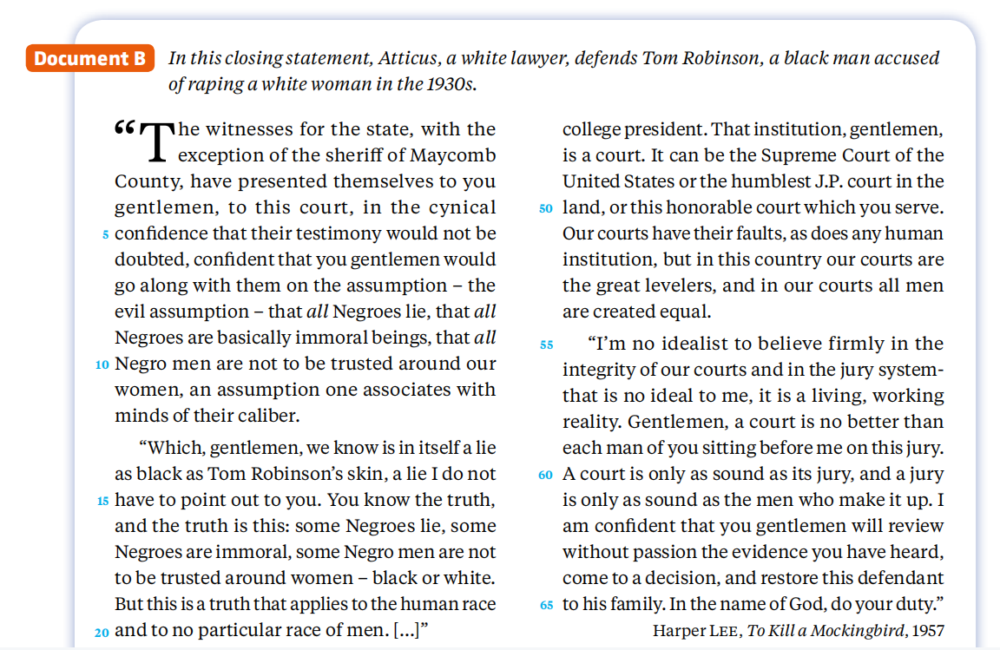 Document B
In this closing statement, Atticus, a white lawyer, defends Tom Robinson, a black man accused
of raping a white woman in the 1930s.
“The witnesses for the state, with the
exception of the sheriff of Maycomb
County, have presented themselves to you
gentlemen, to this court, in the cynical
5 confidence that their testimony would not be
doubted, confident that you gentlemen would
go along with them on the assumption – the
evil assumption – that all Negroes lie, that all
Negroes are basically immoral beings, that all
10 Negro men are not to be trusted around our
women, an assumption one associates with
minds of their caliber.
“Which, gentlemen, we know is in itself a lie
as black as Tom Robinson’s skin, a lie I do not
15 have to point out to you. You know the truth,
and the truth is this: some Negroes lie, some
Negroes are immoral, some Negro men are not
to be trusted around women – black or white.
But this is a truth that applies to the human race
20 and to no particular race of men. [...]”
college president. That institution, gentlemen,
is a court. It can be the Supreme Court of the
United States or the humblest J.P. court in the
50 land, or this honorable court which you serve.
Our courts have their faults, as does any human
institution, but in this country our courts are
the great levelers, and in our courts all men
are created equal.
55 “I’m no idealist to believe firmly in the
integrity of our courts and in the jury system-
that is no ideal to me, it is a living, working
reality. Gentlemen, a court is no better than
each man of you sitting before me on this jury.
60 A court is only as sound as its jury, and a jury
is only as sound as the men who make it up. I
am confident that you gentlemen will review
without passion the evidence you have heard,
come to a decision, and restore this defendant
65 to his family. In the name of God, do your duty.”
Harper LEE, To Kill a Mockingbird, 1957